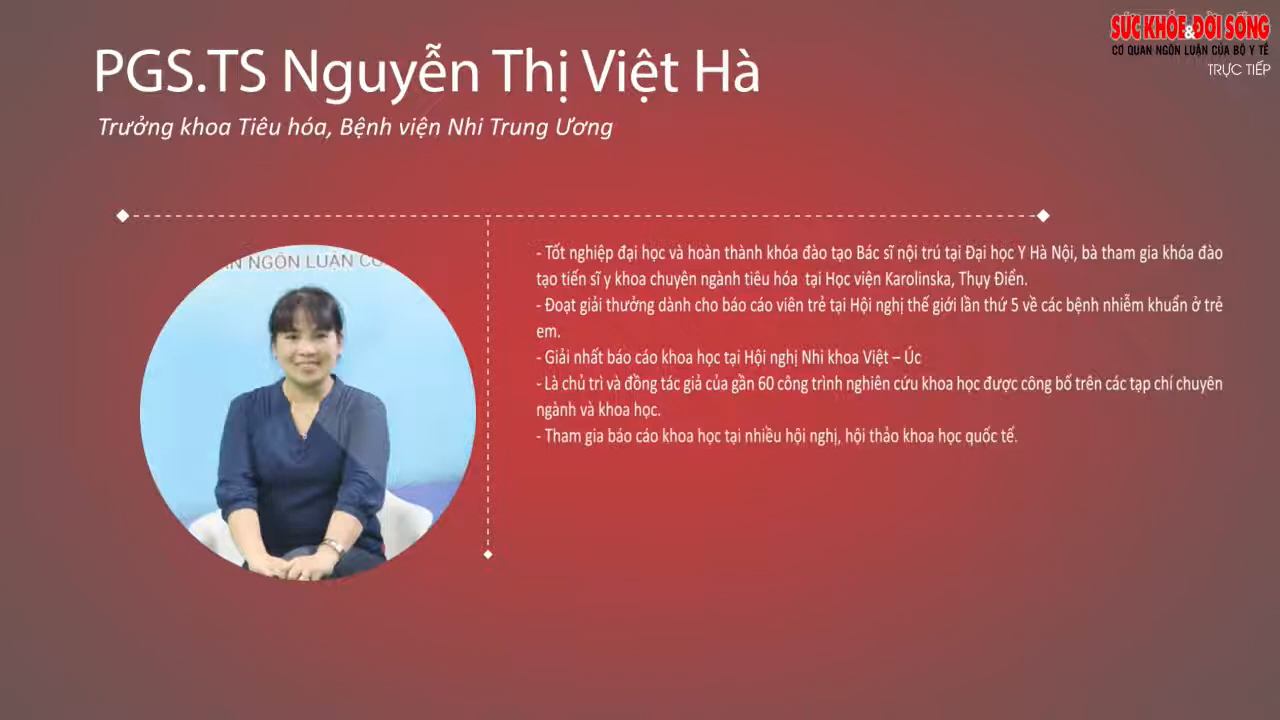 SỨC KHỎE&ĐỜI SỐNG
CƠ QUAN NGÔN LUẬN CỦA BỘ Y TẾ
TRỰC TIẾP
PGS.TS Nguyễn Thị Việt Hà
Trưởng khoa Tiêu hóa, Bệnh viện Nhi Trung Ương
- Tốt nghiệp đại học và hoàn thành khóa đào tạo Bác sĩ nội trú tại Đại học Y Hà Nội, bà tham gia khóa đào
tạo tiến sĩ y khoa chuyên ngành tiêu hóa tại Học viện Karolinska, Thụy Điển.
- Đoạt giải thưởng dành cho báo cáo viên trẻ tại Hội nghị thế giới lần thứ 5 về các bệnh nhiễm khuẩn ở trẻ
em.
- Giải nhất báo cáo khoa học tại Hội nghị Nhi khoa Việt – Úc
- Là chủ trì và đồng tác giả của gần 60 công trình nghiên cứu khoa học được công bố trên các tạp chí chuyên
ngành và khoa học.
- Tham gia báo cáo khoa học tại nhiều hội nghị, hội thảo khoa học quốc tế.
NGÔN LUẬN